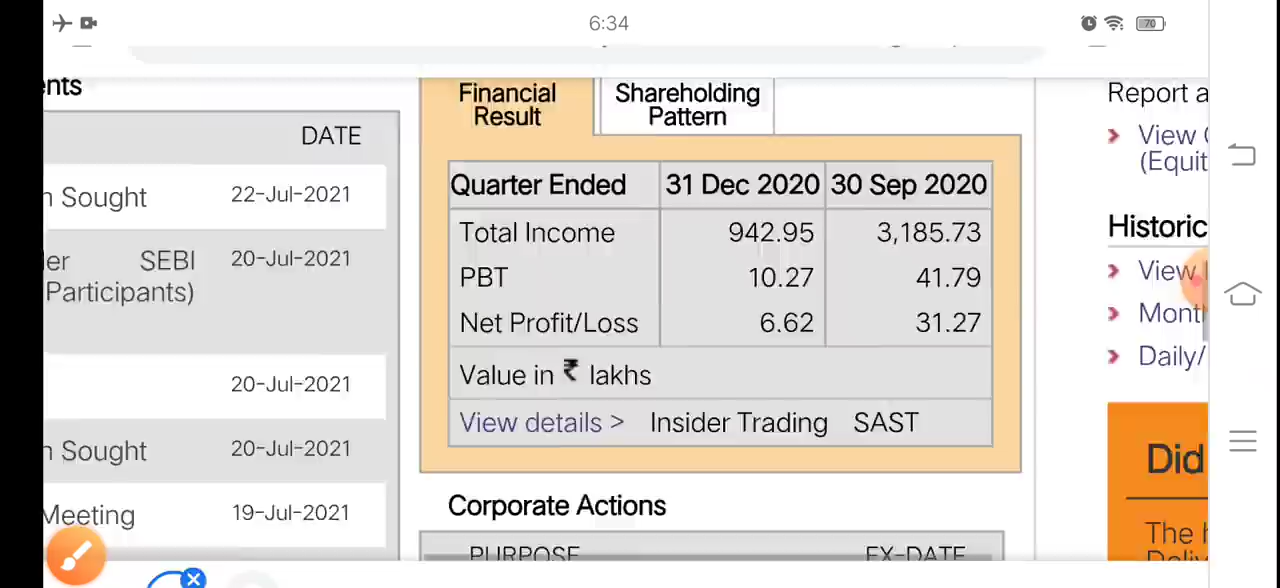 6:34
70
ents
DATE
n Sought 22-Jul-2021
er SEBI 20-Jul-2021
Participants)
20-Jul-2021
n Sought 20-Jul-2021
Meeting 19-Jul-2021
Financial
Result
Shareholding
Pattern
Quarter Ended 31 Dec 2020 30 Sep 2020
Total Income 942.95 3,185.73
PBT 10.27 41.79
Net Profit/Loss 6.62 31.27
Value in ₹ lakhs
View details > Insider Trading SAST
Corporate Actions
PURPOSE EX-DATE
Report a
View
(Equit
Historic
View
Mont
Daily/
Did
The